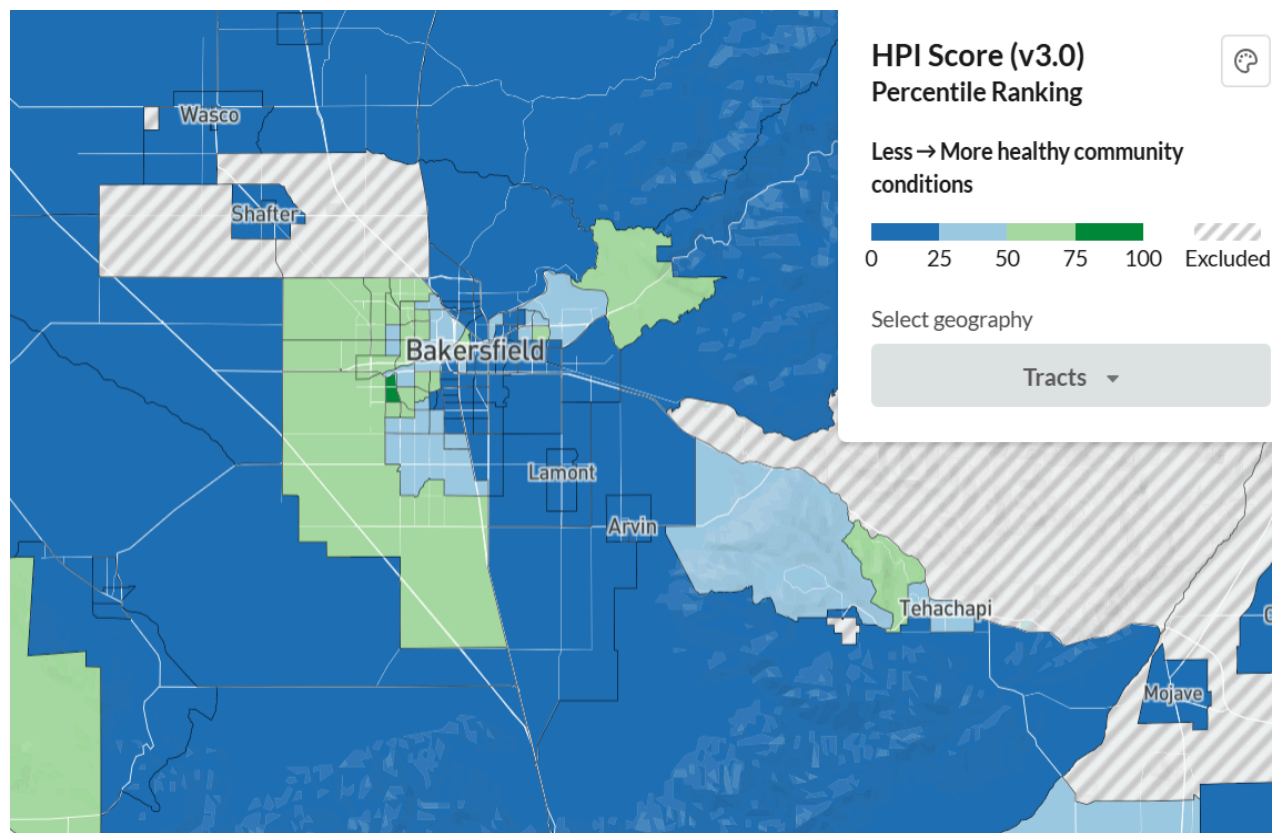 HPI Score (v3.0)
Percentile Ranking
Less → More healthy community
conditions
0 25 50 75 100 Excluded
Select geography
Tracts
Wasco
Shafter
Bakersfield
Lamont
Arvin
Tehachapi
Mojave